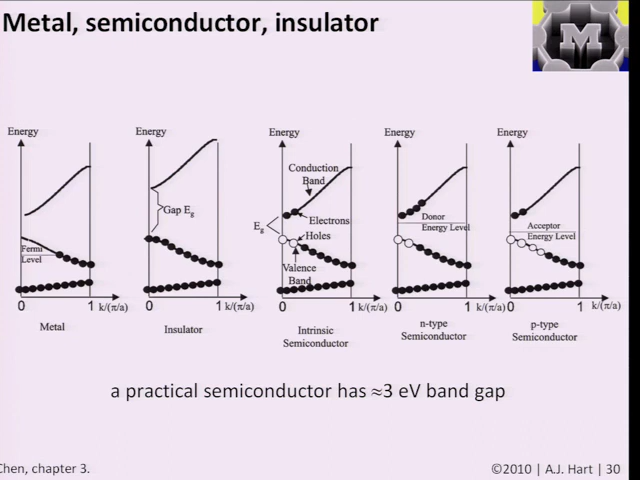 Metal, semiconductor, insulator
M
Energy
Fermi
Level
0
1
k/(π/a)
Metal
Energy
Gap Eg
0
1
k/(π/a)
Insulator
Energy
Conduction
Band
Eg
Electrons
Holes
Valence
Band
0
1
k/(π/a)
Intrinsic
Semiconductor
Energy
Donor
Energy Level
0
1
k/(π/a)
n-type
Semiconductor
Energy
Acceptor
Energy Level
0
1
k/(π/a)
p-type
Semiconductor
a practical semiconductor has ≈3 eV band gap
Chen, chapter 3.
©2010 | A.J. Hart | 30